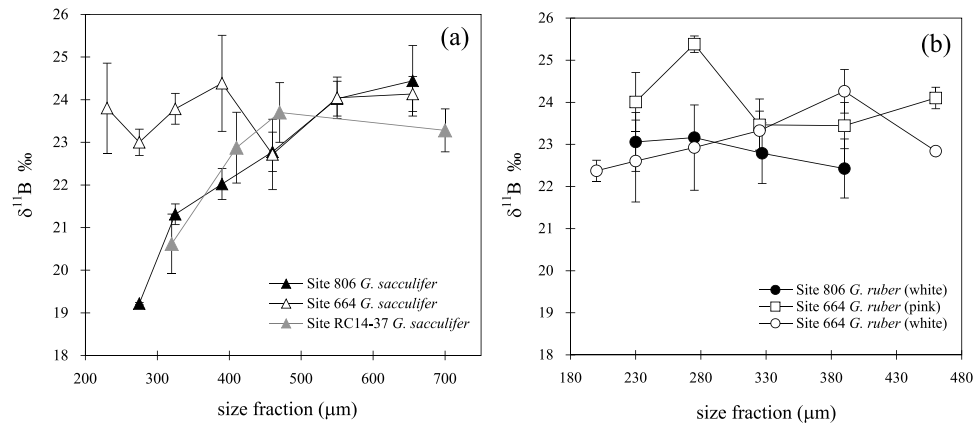 (a)
26
25
24
23
22
21
20
19
18
δ¹¹B ‰
200 300 400 500 600 700
size fraction (μm)
Site 806 G. sacculifer
Site 664 G. sacculifer
Site RC14-37 G. sacculifer
(b)
26
25
24
23
22
21
20
19
18
δ¹¹B ‰
180 230 280 330 380 430 480
size fraction (μm)
Site 806 G. ruber (white)
Site 664 G. ruber (pink)
Site 664 G. ruber (white)